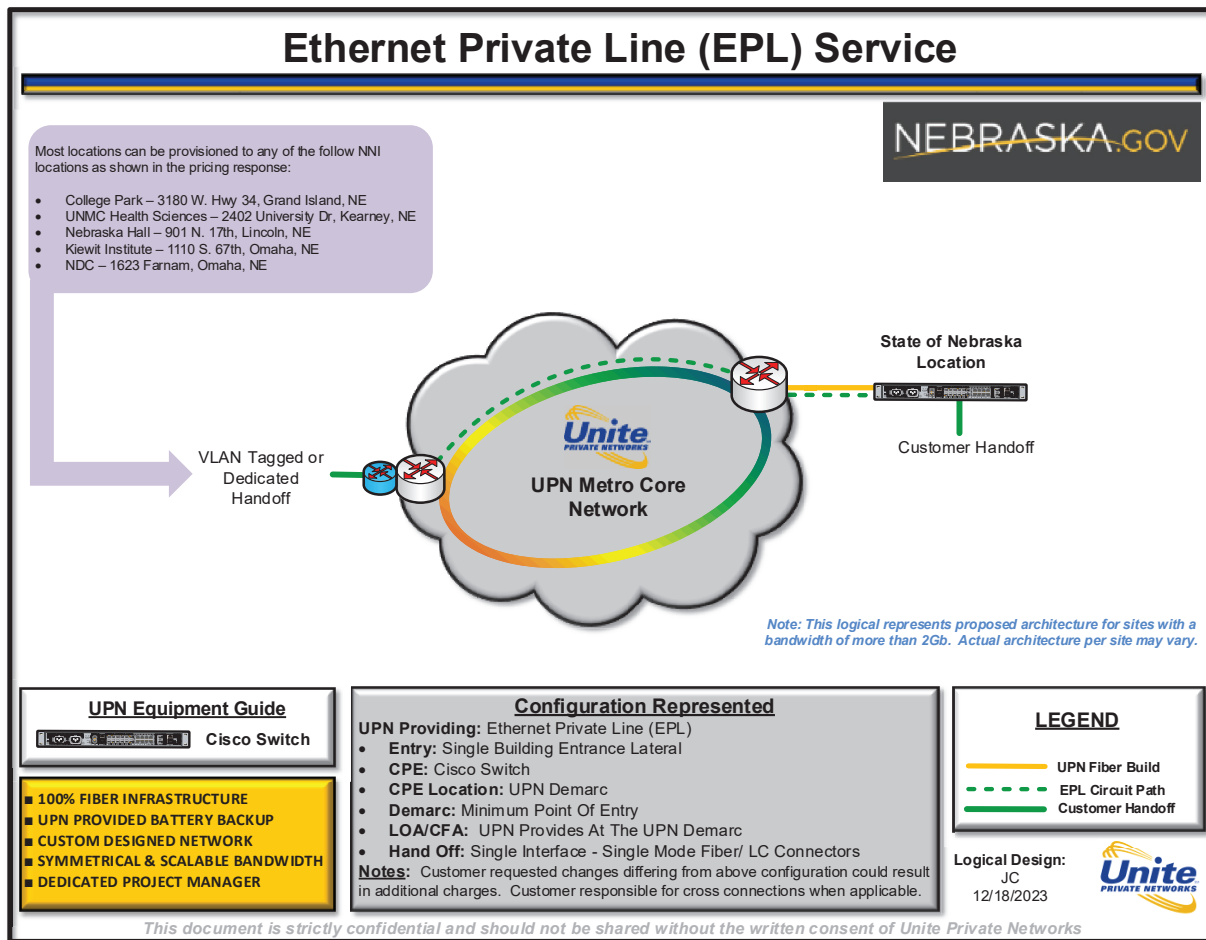 Ethernet Private Line (EPL) Service
NEBRASKA.GOV
Most locations can be provisioned to any of the follow NNI
locations as shown in the pricing response:
• College Park – 3180 W. Hwy 34, Grand Island, NE
• UNMC Health Sciences – 2402 University Dr, Kearney, NE
• Nebraska Hall – 901 N. 17th, Lincoln, NE
• Kiewit Institute – 1110 S. 67th, Omaha, NE
• NDC – 1623 Farnam, Omaha, NE
VLAN Tagged or
Dedicated
Handoff
Unite
PRIVATE NETWORKS
UPN Metro Core
Network
State of Nebraska
Location
Customer Handoff
Note: This logical represents proposed architecture for sites with a
bandwidth of more than 2Gb. Actual architecture per site may vary.
UPN Equipment Guide
Cisco Switch
■ 100% FIBER INFRASTRUCTURE
■ UPN PROVIDED BATTERY BACKUP
■ CUSTOM DESIGNED NETWORK
■ SYMMETRICAL & SCALABLE BANDWIDTH
■ DEDICATED PROJECT MANAGER
Configuration Represented
UPN Providing: Ethernet Private Line (EPL)
• Entry: Single Building Entrance Lateral
• CPE: Cisco Switch
• CPE Location: UPN Demarc
• Demarc: Minimum Point Of Entry
• LOA/CFA: UPN Provides At The UPN Demarc
• Hand Off: Single Interface - Single Mode Fiber/ LC Connectors
Notes: Customer requested changes differing from above configuration could result
in additional charges. Customer responsible for cross connections when applicable.
LEGEND
UPN Fiber Build
EPL Circuit Path
Customer Handoff
Logical Design:
JC
12/18/2023
Unite
PRIVATE NETWORKS
This document is strictly confidential and should not be shared without the written consent of Unite Private Networks